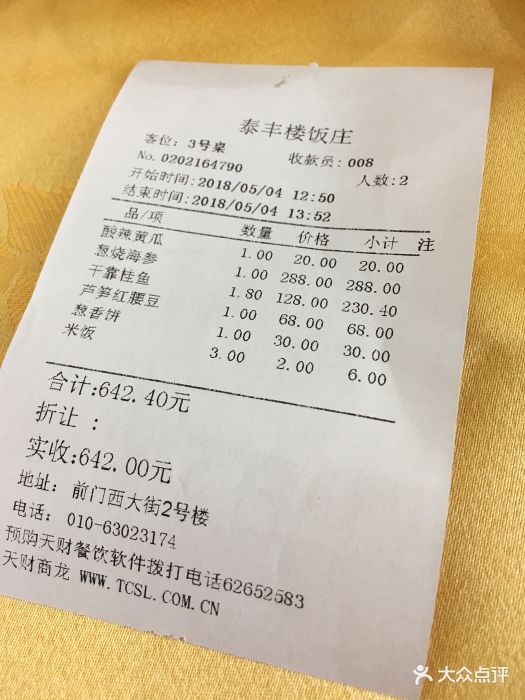 泰丰楼饭庄
客位：3号桌 收款员：008
No.0202164790 人数:2
开始时间:2018/05/04 12:50
结束时间:2018/05/04 13:52
品/项 数量 价格 小计 注
酸辣黄瓜 1.00 20.00 20.00
葱烧海参 1.00 288.00 288.00
干靠桂鱼 1.80 128.00 230.40
芦笋红腰豆 1.00 68.00 68.00
葱香饼 1.00 30.00 30.00
米饭 3.00 2.00 6.00
合计:642.40元
折让：
实收:642.00元
地址：前门西大街2号楼
电话：010-63023174
预购天财餐饮软件拨打电话62652583
天财商龙 WWW.TCSL.COM.CN
大众点评